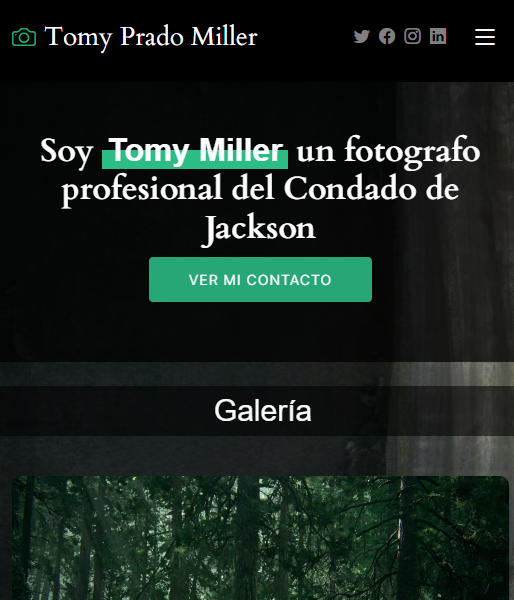 Tomy Prado Miller
Soy Tomy Miller un fotografo
profesional del Condado de
Jackson
VER MI CONTACTO
Galería